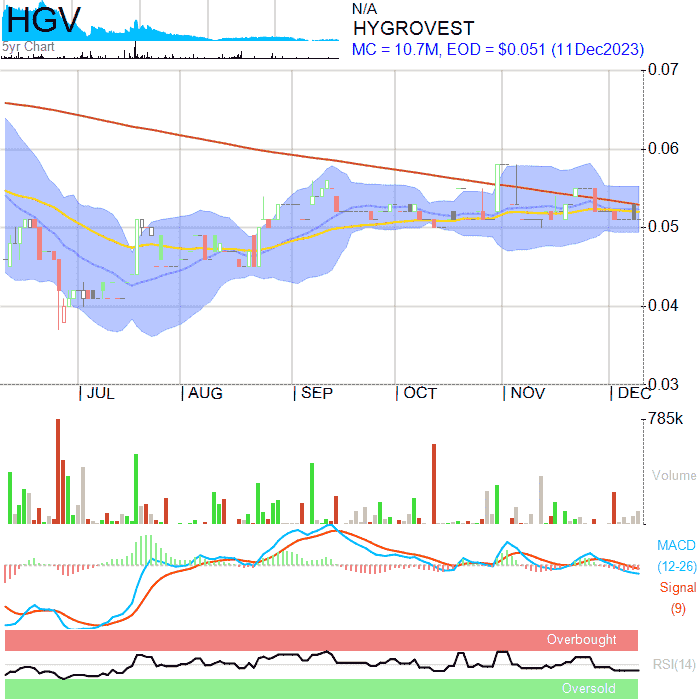 HGV
5yr Chart
N/A
HYGROVEST
MC = 10.7M, EOD = $0.051 (11Dec2023)
0.07
0.06
0.05
0.04
0.03
JUL
AUG
SEP
OCT
NOV
DEC
785k
Volume
MACD
(12-26)
Signal
(9)
Overbought
RSI(14)
Oversold